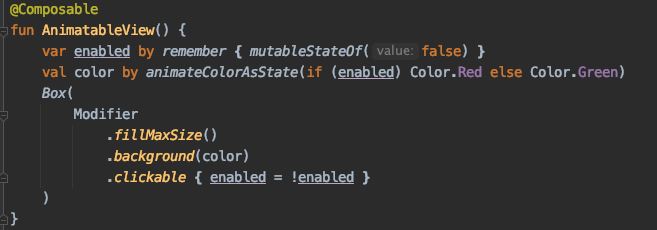 @Composable
fun AnimatableView() {
    var enabled by remember { mutableStateOf( value: false) }
    val color by animateColorAsState(if (enabled) Color.Red else Color.Green)
    Box(
        Modifier
            .fillMaxSize()
            .background(color)
            .clickable { enabled = !enabled }
    )
}